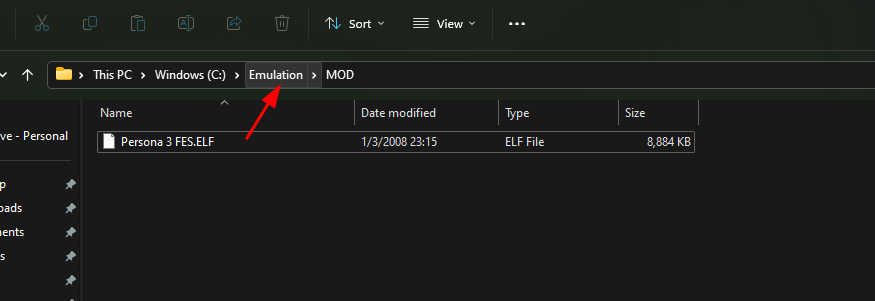 Sort View
This PC Windows (C:) Emulation MOD
Name Date modified Type Size
ve - Personal
Persona 3 FES.ELF 1/3/2008 23:15 ELF File 8,884 KB
p
oads
ents
s